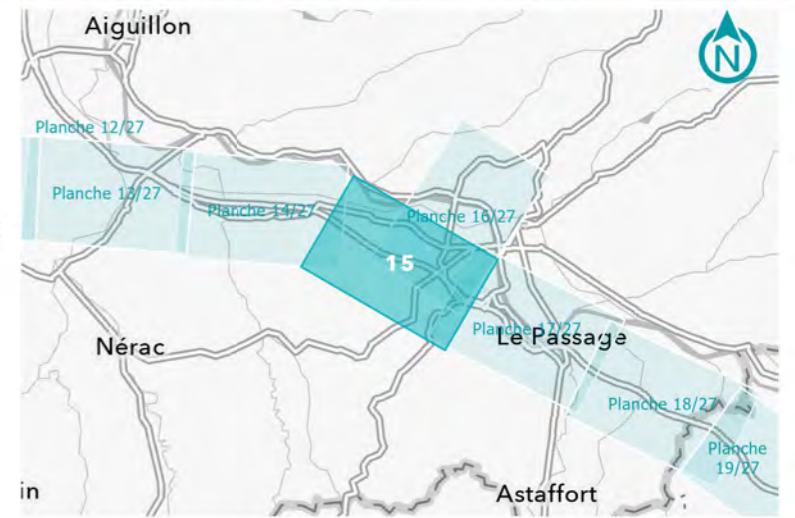 Aiguillon
N
Planche 12/27
Planche 13/27
Planche 14/27
Planche 16/27
15
Planche 17/27
Le Passage
Nérac
Planche 18/27
Planche
19/27
in
Astaffort